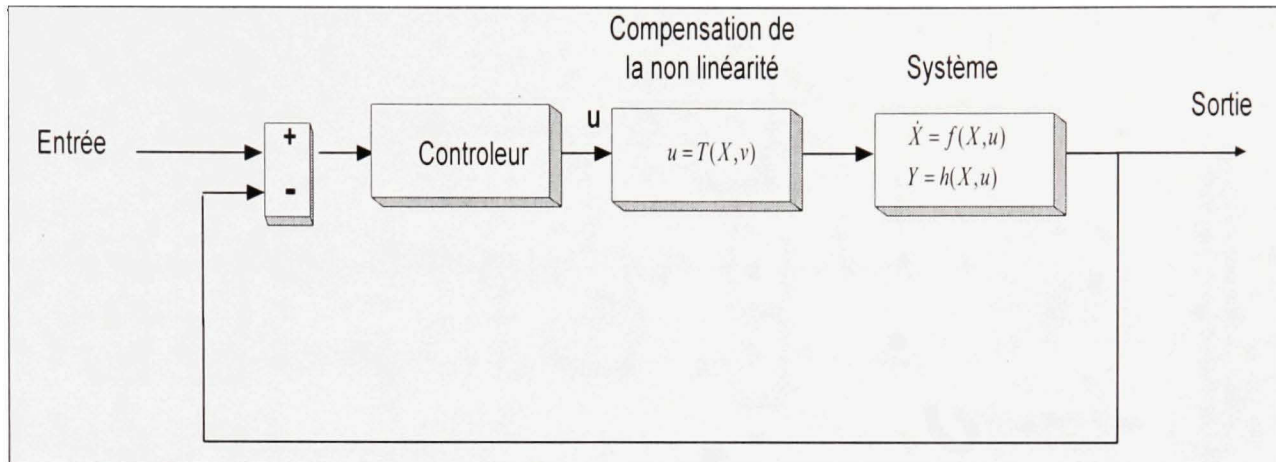 Compensation de
la non linéarité
Système
Sortie
Entrée
+
-
Controleur
u
u = T(X,v)
Ẋ = f(X,u)
Y = h(X,u)